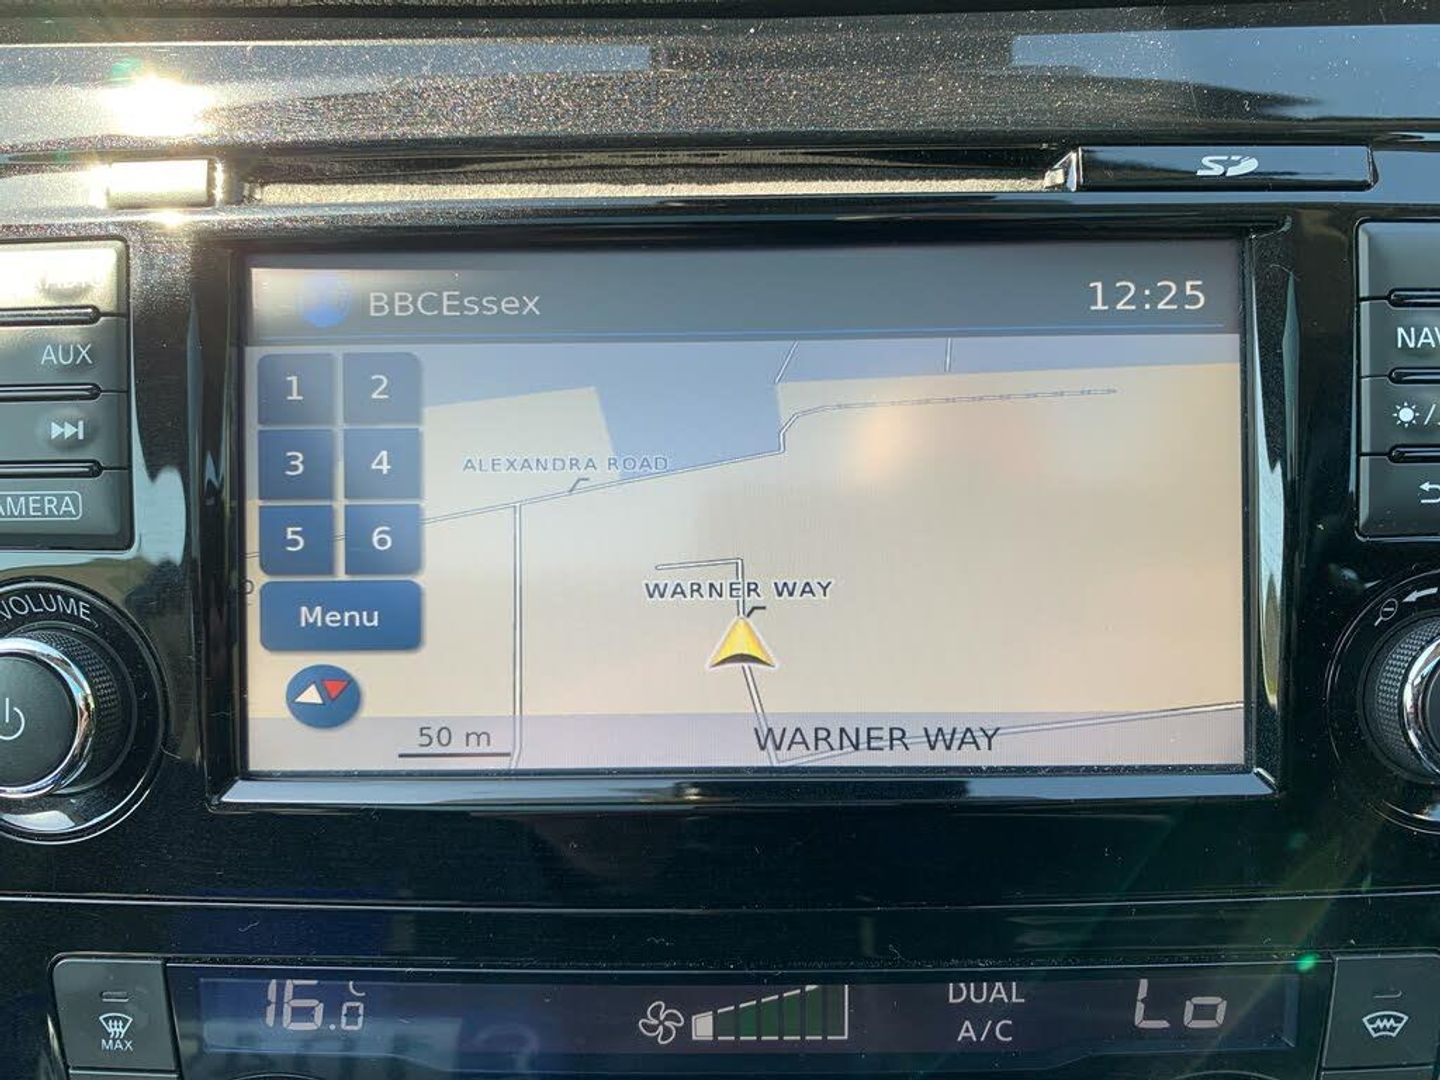 SD
BBCEssex
12:25
AUX
NAV
1
2
3
4
5
6
Menu
ALEXANDRA ROAD
WARNER WAY
50 m
WARNER WAY
AMERA
VOLUME
16.0
DUAL
A/C
Lo
MAX